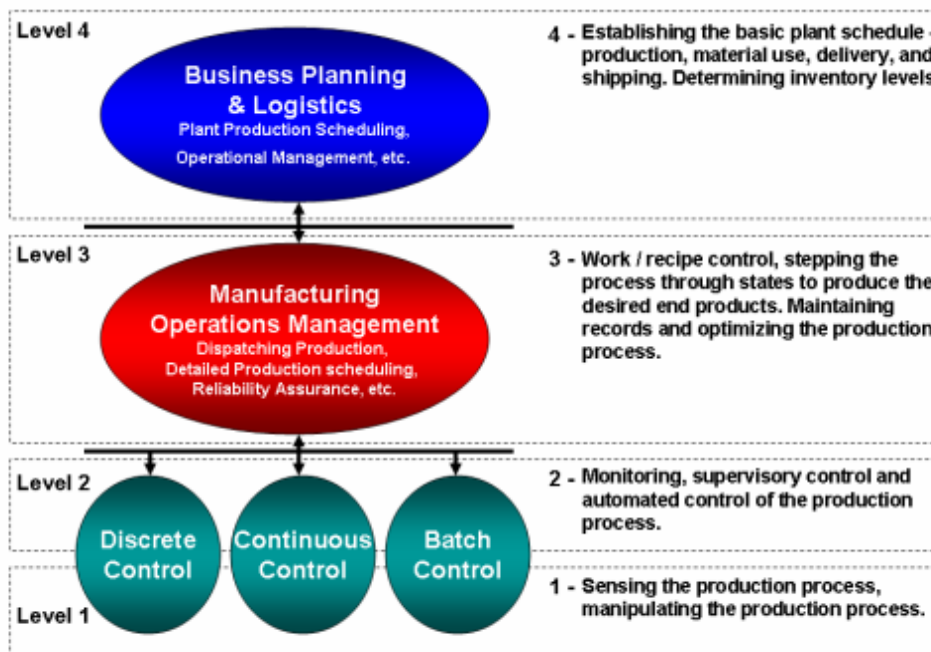 Level 4
Business Planning
& Logistics
Plant Production Scheduling,
Operational Management, etc.
4 - Establishing the basic plant schedule -
production, material use, delivery, and
shipping. Determining inventory levels
Level 3
Manufacturing
Operations Management
Dispatching Production,
Detailed Production scheduling,
Reliability Assurance, etc.
3 - Work / recipe control, stepping the
process through states to produce the
desired end products. Maintaining
records and optimizing the production
process.
Level 2
Discrete
Control
Continuous
Control
Batch
Control
2 - Monitoring, supervisory control and
automated control of the production
process.
Level 1
1 - Sensing the production process,
manipulating the production process.